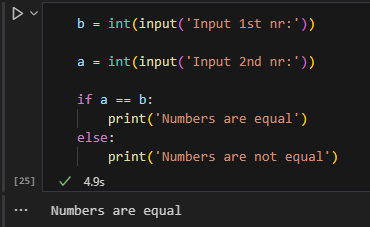 b = int(input('Input 1st nr:'))
a = int(input('Input 2nd nr:'))
if a == b:
    print('Numbers are equal')
else:
    print('Numbers are not equal')
[25]
4.9s
... Numbers are equal